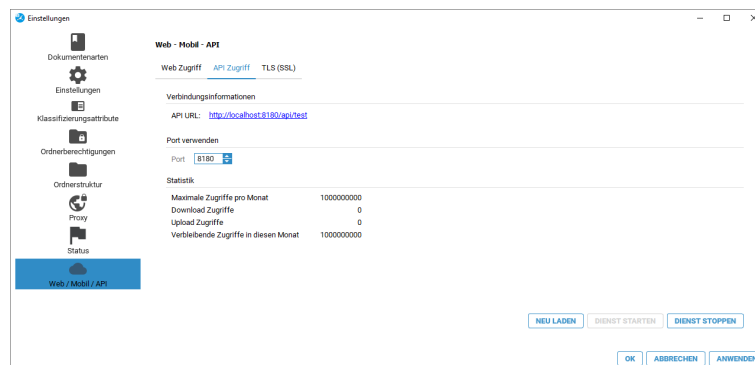 Einstellungen
Dokumentenarten
Einstellungen
Klassifizierungsattribute
Ordnerberechtigungen
Ordnerstruktur
Proxy
Status
Web / Mobil / API
Web - Mobil - API
Web Zugriff API Zugriff TLS (SSL)
Verbindungsinformationen
API URL: http://localhost:8180/api/test
Port verwenden
Port 8180
Statistik
Maximale Zugriffe pro Monat 1000000000
Download Zugriffe 0
Upload Zugriffe 0
Verbleibende Zugriffe in diesen Monat 1000000000
NEU LADEN DIENST STARTEN DIENST STOPPEN
OK ABBRECHEN ANWENDEN